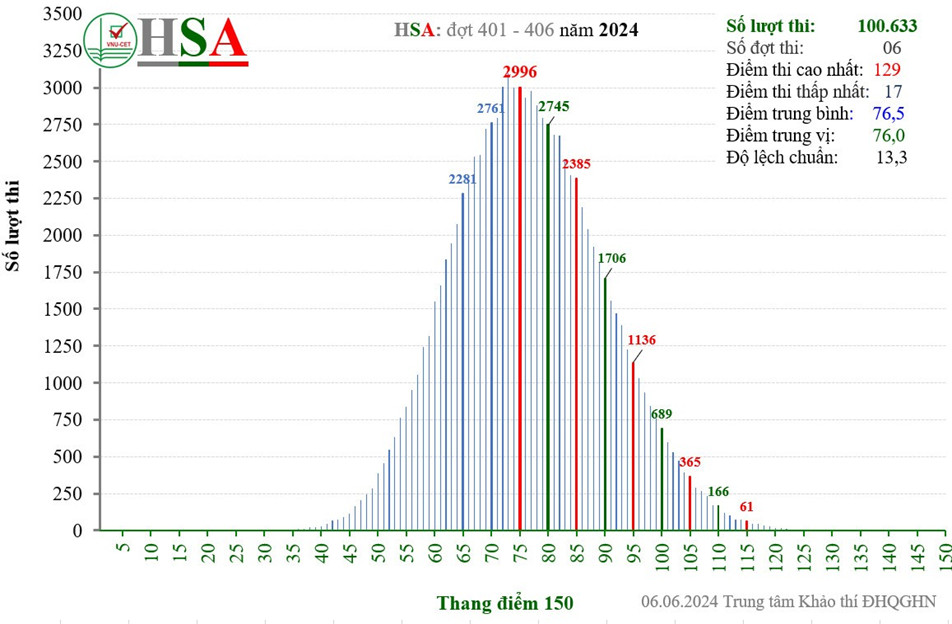 VNU-CET
HSA
HSA: đợt 401 - 406 năm 2024
Số lượt thi: 100.633
Số đợt thi: 06
Điểm thi cao nhất: 129
Điểm thi thấp nhất: 17
Điểm trung bình: 76,5
Điểm trung vị: 76,0
Độ lệch chuẩn: 13,3
Số lượt thi
3500
3250
3000
2750
2500
2250
2000
1750
1500
1250
1000
750
500
250
0
2281
2761
2996
2745
2385
1706
1136
689
365
166
61
5 10 15 20 25 30 35 40 45 50 55 60 65 70 75 80 85 90 95 100 105 110 115 120 125 130 135 140 145 150
Thang điểm 150
06.06.2024 Trung tâm Khảo thí ĐHQGHN